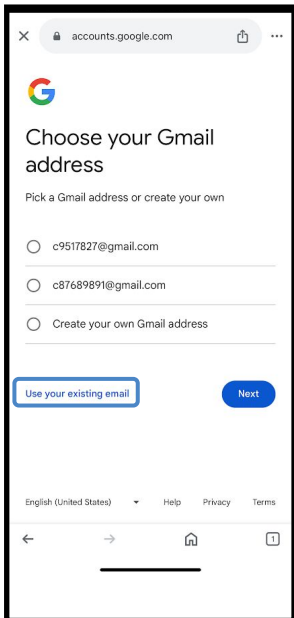 accounts.google.com
Choose your Gmail
address
Pick a Gmail address or create your own
c9517827@gmail.com
c87689891@gmail.com
Create your own Gmail address
Use your existing email
Next
English (United States)
Help
Privacy
Terms
1